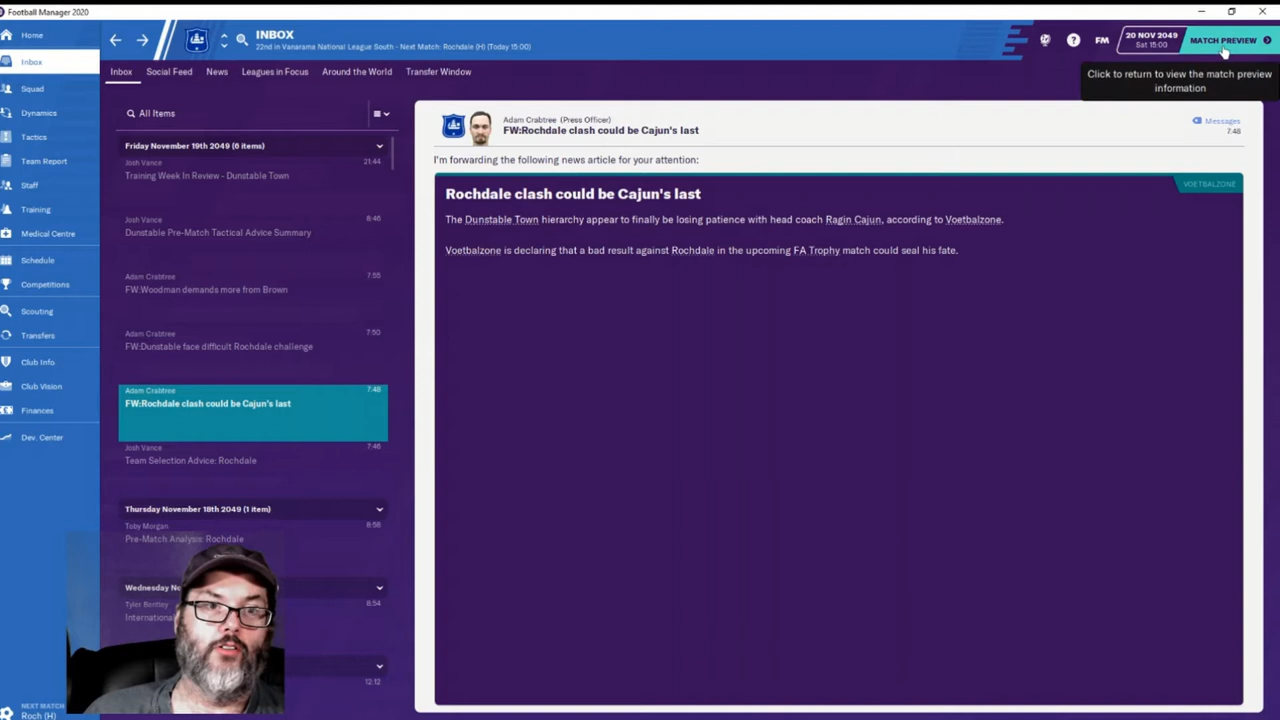 Football Manager 2020
Home
Inbox
Squad
Dynamics
Tactics
Team Report
Staff
Training
Medical Centre
Schedule
Competitions
Scouting
Transfers
Club Info
Club Vision
Finances
Dev. Center
NEXT MATCH
Roch (H)
INBOX
22nd in Vanarama National League South - Next Match: Rochdale (H) (Today 15:00)
FM
20 NOV 2049
Sat 15:00
MATCH PREVIEW
Click to return to view the match preview
information
Inbox
Social Feed
News
Leagues in Focus
Around the World
Transfer Window
All Items
Friday November 19th 2049 (6 items)
Josh Vance
21:44
Training Week In Review - Dunstable Town
Josh Vance
8:46
Dunstable Pre-Match Tactical Advice Summary
Adam Crabtree
7:55
FW:Woodman demands more from Brown
Adam Crabtree
7:50
FW:Dunstable face difficult Rochdale challenge
Adam Crabtree
7:48
FW:Rochdale clash could be Cajun's last
Josh Vance
7:46
Team Selection Advice: Rochdale
Thursday November 18th 2049 (1 item)
Toby Morgan
8:58
Pre-Match Analysis: Rochdale
Wednesday
Tyler Bentley
8:54
International
12:12
Adam Crabtree (Press Officer)
FW:Rochdale clash could be Cajun's last
Messages
7:48
I'm forwarding the following news article for your attention:
VOETBALZONE
Rochdale clash could be Cajun's last
The Dunstable Town hierarchy appear to finally be losing patience with head coach Ragin Cajun, according to Voetbalzone.
Voetbalzone is declaring that a bad result against Rochdale in the upcoming FA Trophy match could seal his fate.